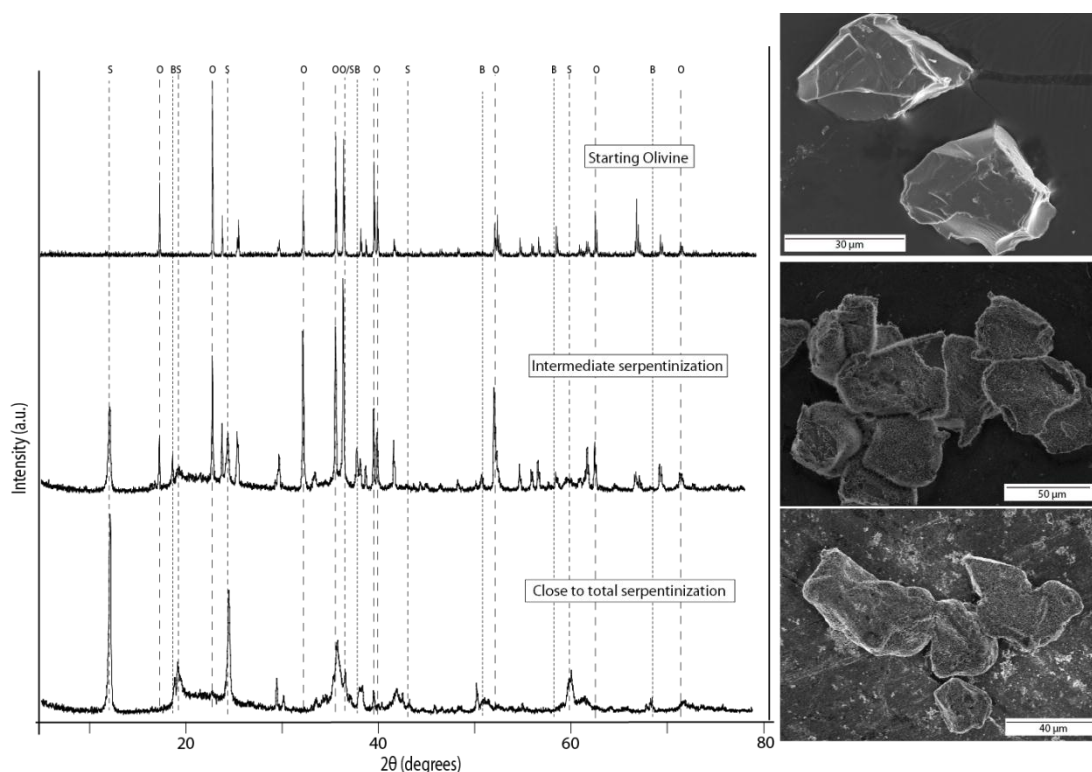 S O BS O S O OO/SB O S B O B S O B O
Starting Olivine
Intermediate serpentinization
Close to total serpentinization
Intensity (a.u.)
20 40 60 80
2θ (degrees)
30 µm
50 µm
40 µm